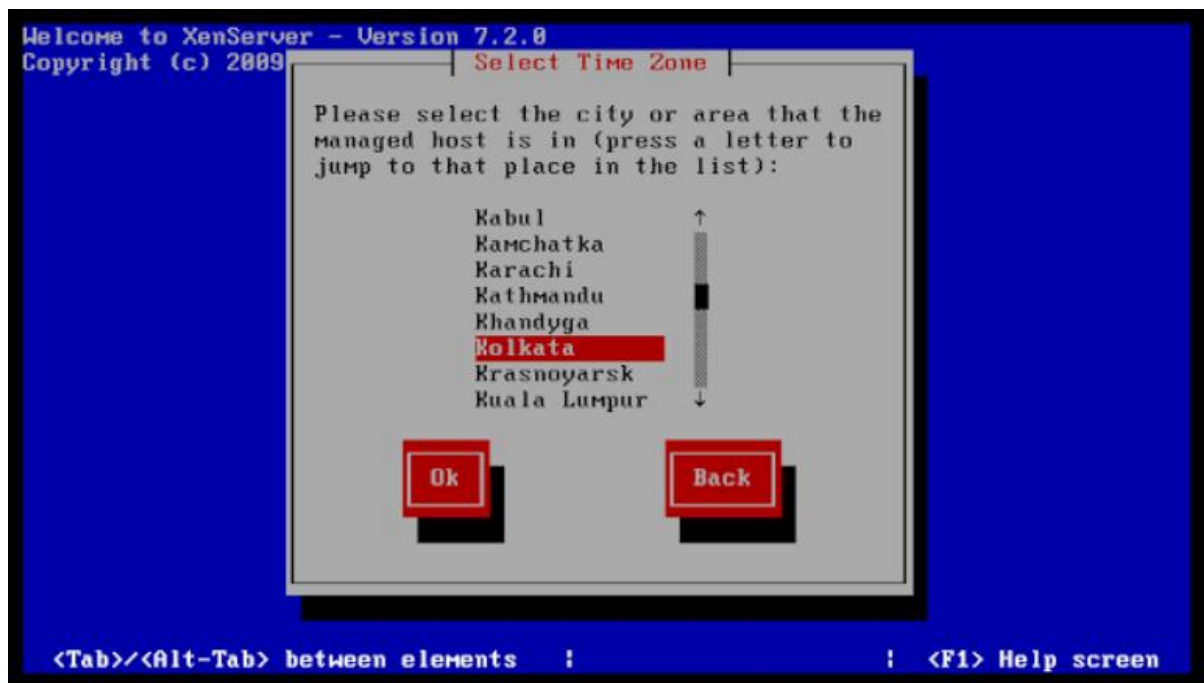 Welcome to XenServer - Version 7.2.0
Copyright (c) 2009
Select Time Zone
Please select the city or area that the
managed host is in (press a letter to
jump to that place in the list):
Kabul ↑
Kamchatka
Karachi
Kathmandu
Khandyga
Kolkata
Krasnoyarsk
Kuala Lumpur ↓
Ok Back
<Tab>/<Alt-Tab> between elements ¦ ¦ <F1> Help screen